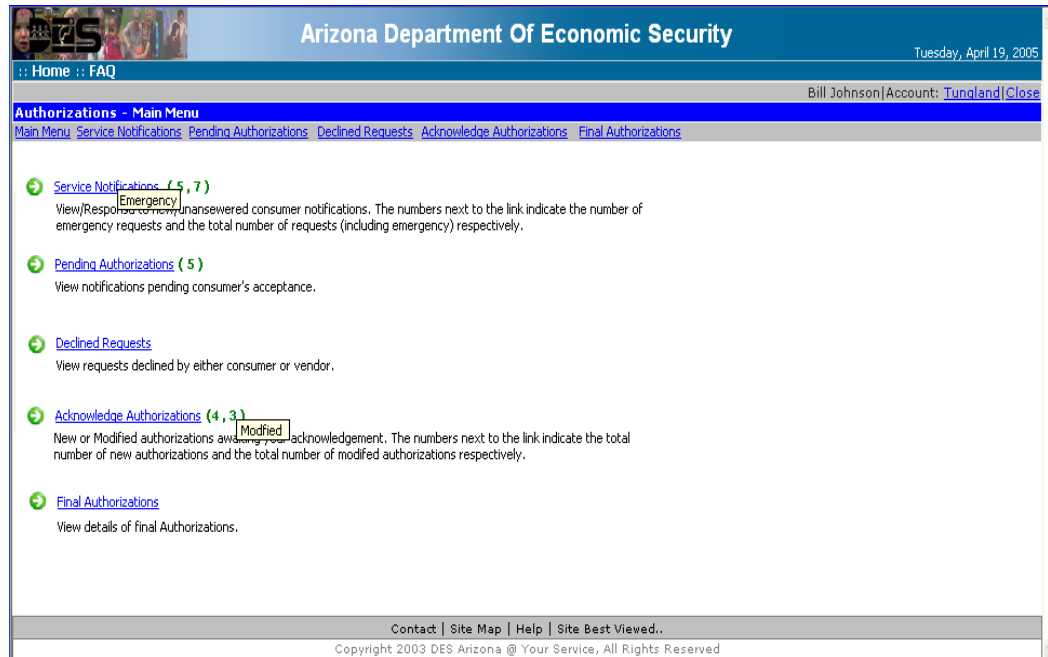 DES
Arizona Department Of Economic Security
Tuesday, April 19, 2005
:: Home :: FAQ
Bill Johnson|Account: Tungland|Close
Authorizations - Main Menu
Main Menu Service Notifications Pending Authorizations Declined Requests Acknowledge Authorizations Final Authorizations
Service Notifications (5,7)
Emergency
View/Response to new/unansewered consumer notifications. The numbers next to the link indicate the number of
emergency requests and the total number of requests (including emergency) respectively.
Pending Authorizations (5)
View notifications pending consumer's acceptance.
Declined Requests
View requests declined by either consumer or vendor.
Acknowledge Authorizations (4,3)
Modfied
New or Modified authorizations awaiting your acknowledgement. The numbers next to the link indicate the total
number of new authorizations and the total number of modifed authorizations respectively.
Final Authorizations
View details of final Authorizations.
Contact | Site Map | Help | Site Best Viewed..
Copyright 2003 DES Arizona @ Your Service, All Rights Reserved